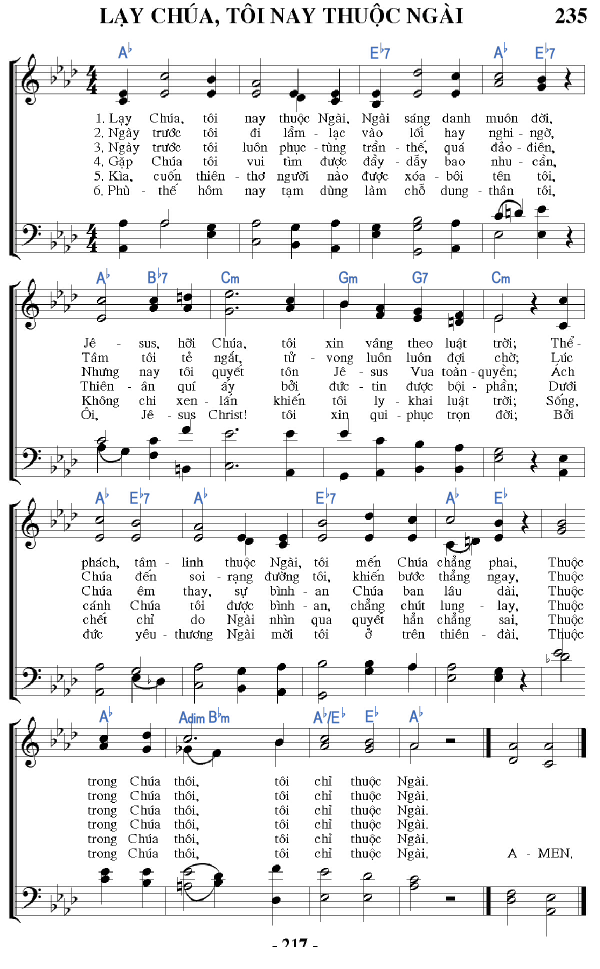 LẠY CHÚA, TÔI NAY THUỘC NGÀI 235
A♭ E♭7 A♭ E♭7
1. Lạy Chúa, tôi nay thuộc Ngài, Ngài sáng danh muôn đời,
2. Ngày trước tôi đi lầm - lạc vào lối hay nghi - ngờ,
3. Ngày trước tôi luôn phục - tùng trần - thế, quá đảo - điên,
4. Gặp Chúa tôi vui tìm được đầy - dẫy bao nhu - cần,
5. Kìa, cuốn thiên - thơ người nào được xóa - bôi tên tôi,
6. Phù - thế hôm nay tạm dùng làm chỗ dung - thân tôi,
A♭ B♭7 Cm Gm G7 Cm
Jê - sus, hỡi Chúa, tôi xin vâng theo luật trời; Thể -
Tâm tôi tê ngắt, tử - vong luôn luôn đợi chờ; Lúc
Nhưng nay tôi quyết tôn Jê - sus Vua toàn - quyền; Ách
Thiên - ân quí ấy bởi đức - tin được bội - phần; Dưới
Không chi xen - lấn khiến tôi ly - khai luật trời; Sống,
Ôi, Jê - sus Christ! tôi xin qui - phục trọn đời; Bởi
A♭ E♭7 A♭ E♭7 A♭ E♭
phách, tâm - linh thuộc Ngài, tôi mến Chúa chẳng phai, Thuộc
Chúa đến soi - rạng đường tôi, khiến bước thẳng ngay, Thuộc
Chúa êm thay, sự bình - an Chúa ban lâu dài, Thuộc
cánh Chúa tôi được bình - an, chẳng chút lung - lay, Thuộc
chết chỉ do Ngài nhìn qua quyết hẳn chẳng sai, Thuộc
đức yêu - thương Ngài mời tôi ở trên thiên - đài, Thuộc
A♭ Adim B♭m A♭/E♭ E♭ A♭
trong Chúa thôi, tôi chỉ thuộc Ngài.
trong Chúa thôi, tôi chỉ thuộc Ngài.
trong Chúa thôi, tôi chỉ thuộc Ngài.
trong Chúa thôi, tôi chỉ thuộc Ngài.
trong Chúa thôi, tôi chỉ thuộc Ngài.
trong Chúa thôi, tôi chỉ thuộc Ngài. A - MEN.
- 217 -